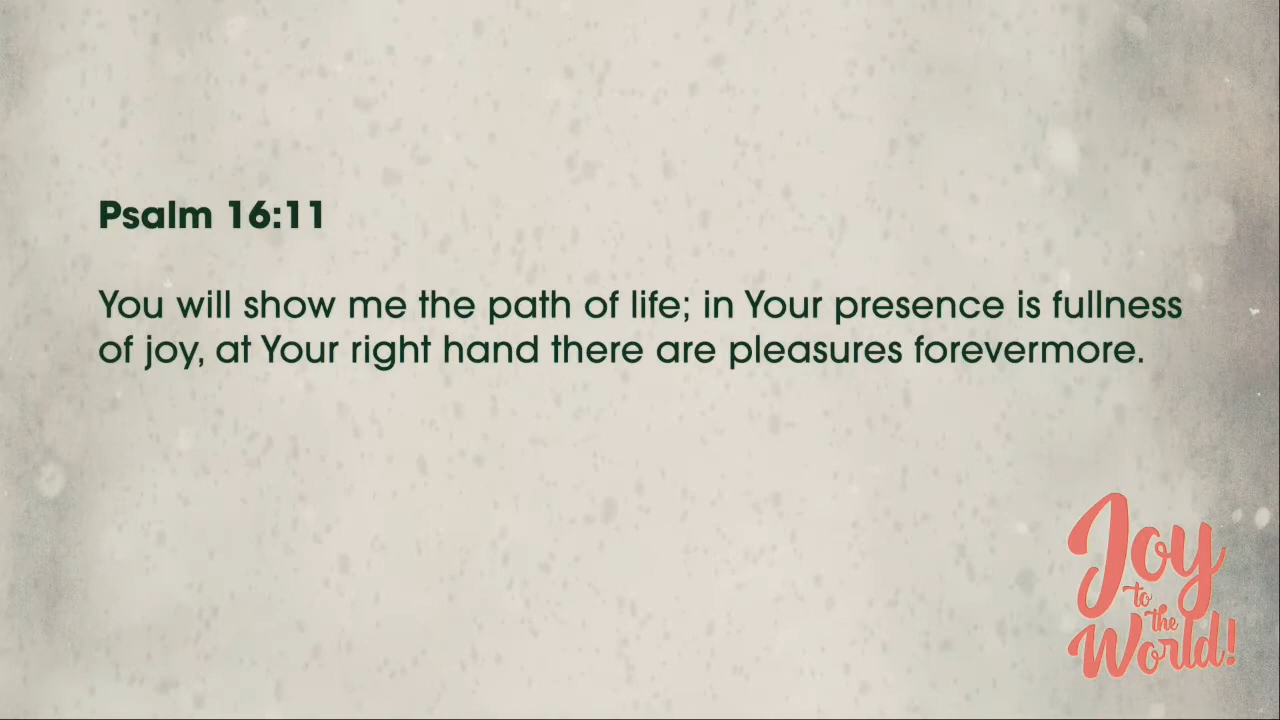 Psalm 16:11
You will show me the path of life; in Your presence is fullness
of joy, at Your right hand there are pleasures forevermore.
Joy
to
the
World!